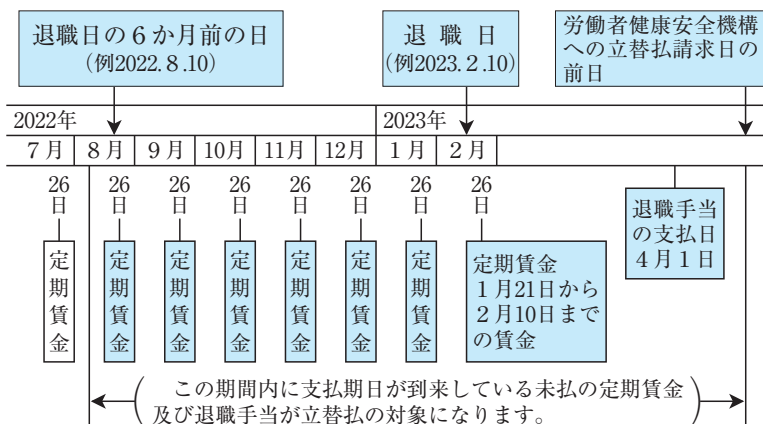 退職日の６か月前の日
(例2022.８.10)
退職日
(例2023.２.10)
労働者健康安全機構
への立替払請求日の
前日
2022年
2023年
７月
８月
９月
10月
11月
12月
１月
２月
26日
26日
26日
26日
26日
26日
26日
26日
定期賃金
定期賃金
定期賃金
定期賃金
定期賃金
定期賃金
定期賃金
定期賃金
１月21日から
２月10日まで
の賃金
退職手当
の支払日
４月１日
この期間内に支払期日が到来している未払の定期賃金
及び退職手当が立替払の対象になります。